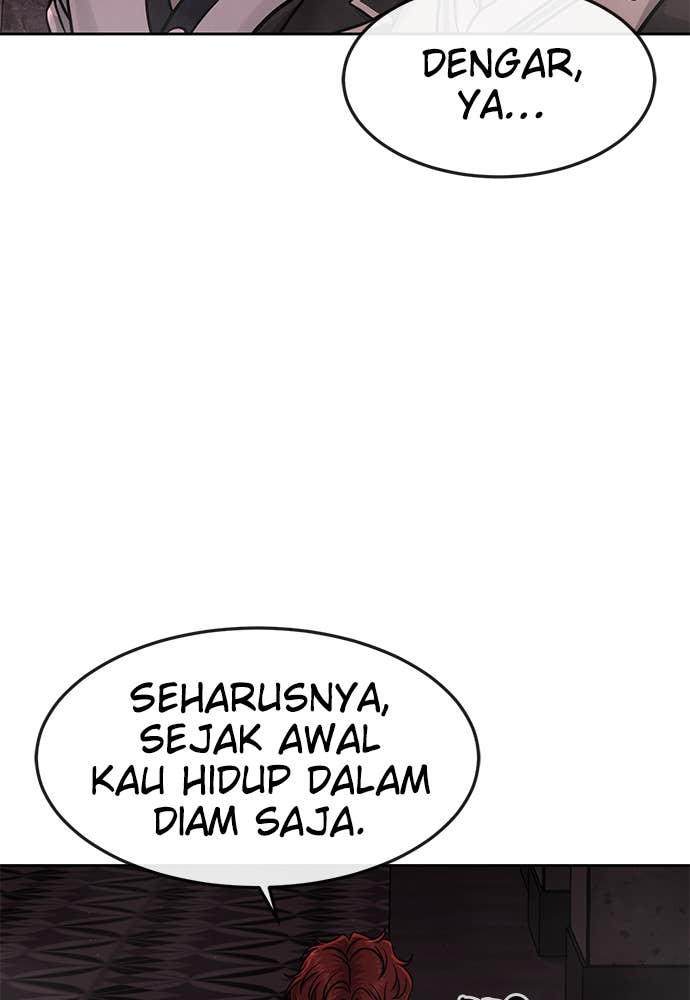 DENGAR,
YA...
SEHARUSNYA,
SEJAK AWAL
KAU HIDUP DALAM
DIAM SAJA.